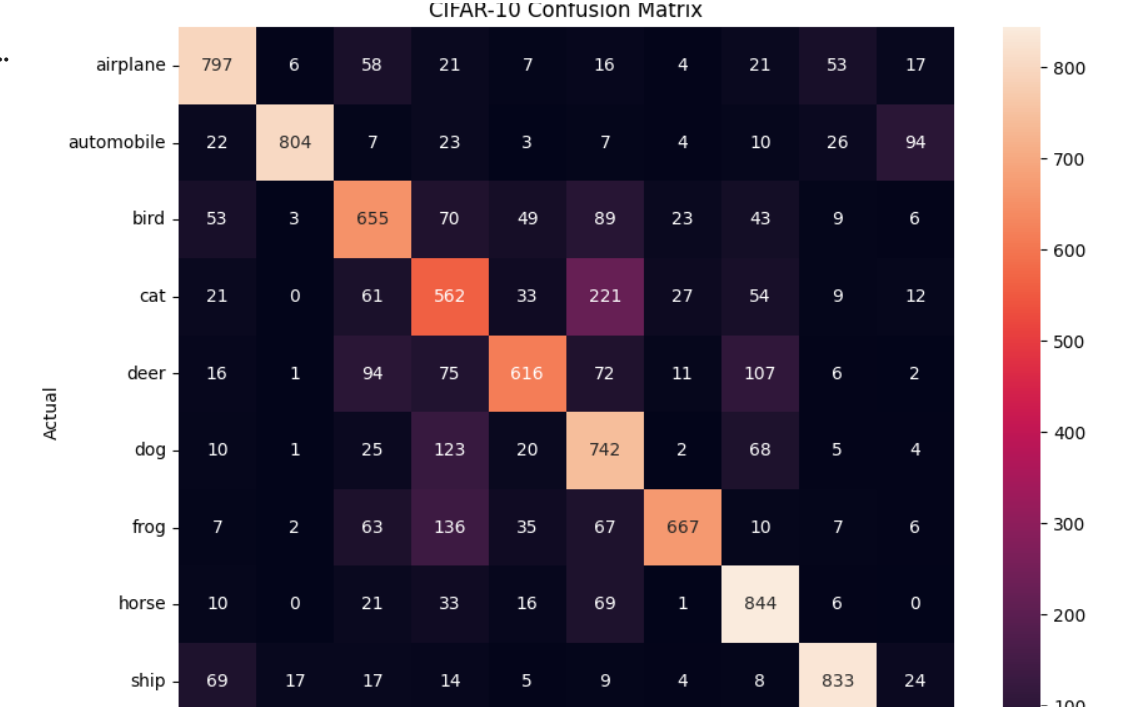 CIFAR-10 Confusion Matrix
..
airplane 797 6 58 21 7 16 4 21 53 17
automobile 22 804 7 23 3 7 4 10 26 94
bird 53 3 655 70 49 89 23 43 9 6
cat 21 0 61 562 33 221 27 54 9 12
deer 16 1 94 75 616 72 11 107 6 2
dog 10 1 25 123 20 742 2 68 5 4
frog 7 2 63 136 35 67 667 10 7 6
horse 10 0 21 33 16 69 1 844 6 0
ship 69 17 17 14 5 9 4 8 833 24
Actual
800
700
600
500
400
300
200
100